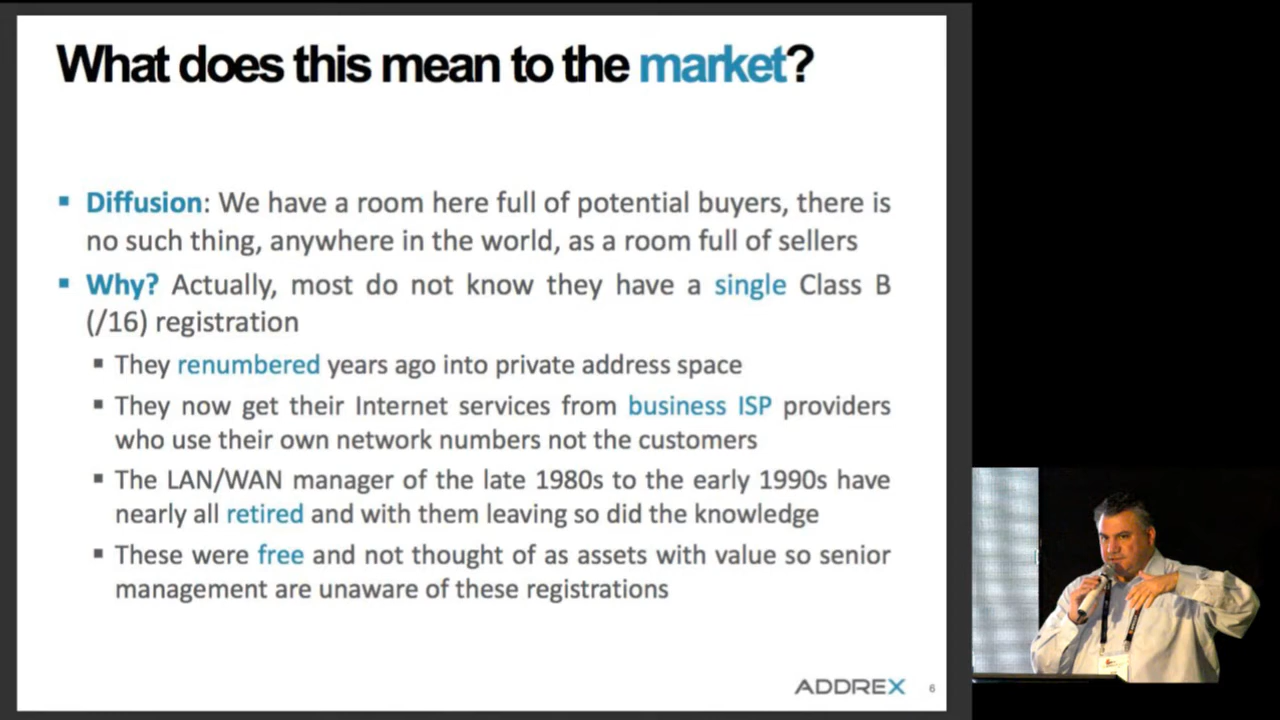 What does this mean to the market?
▪ Diffusion: We have a room here full of potential buyers, there is
no such thing, anywhere in the world, as a room full of sellers
▪ Why? Actually, most do not know they have a single Class B
(/16) registration
▪ They renumbered years ago into private address space
▪ They now get their Internet services from business ISP providers
who use their own network numbers not the customers
▪ The LAN/WAN manager of the late 1980s to the early 1990s have
nearly all retired and with them leaving so did the knowledge
▪ These were free and not thought of as assets with value so senior
management are unaware of these registrations
ADDREX 6